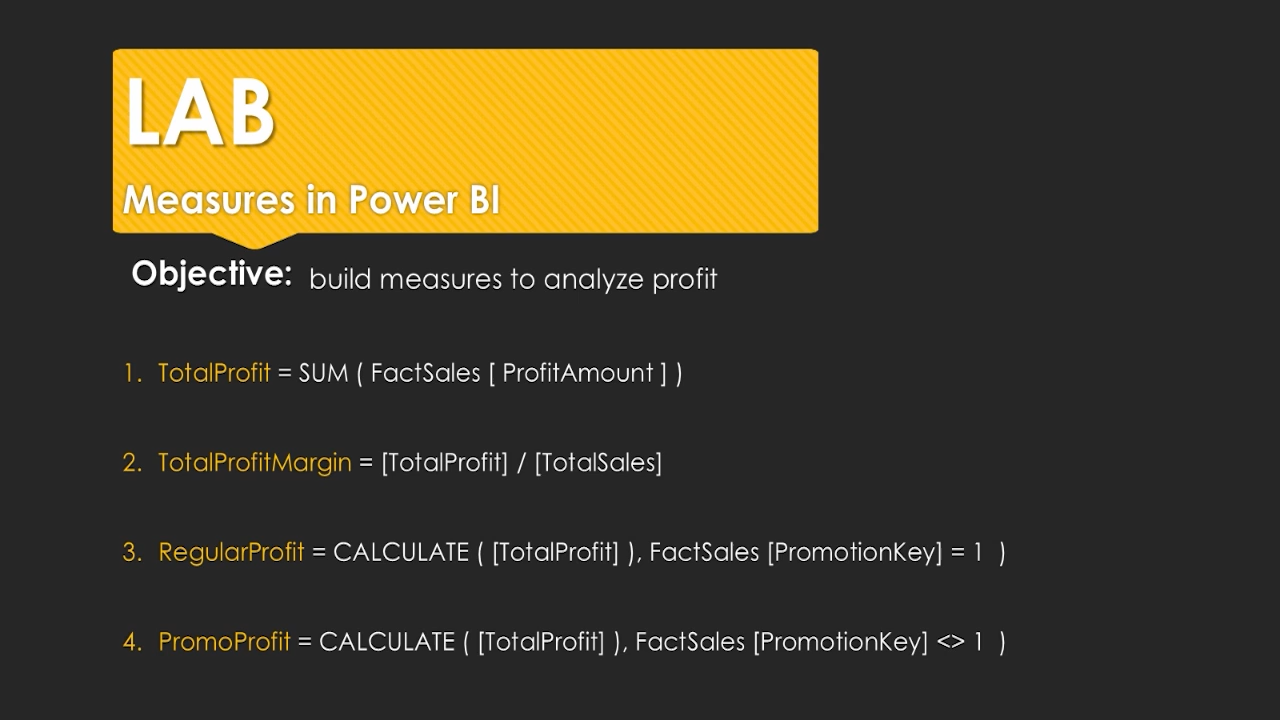 LAB
Measures in Power BI
Objective: build measures to analyze profit
1. TotalProfit = SUM ( FactSales [ ProfitAmount ] )
2. TotalProfitMargin = [TotalProfit] / [TotalSales]
3. RegularProfit = CALCULATE ( [TotalProfit] ), FactSales [PromotionKey] = 1 )
4. PromoProfit = CALCULATE ( [TotalProfit] ), FactSales [PromotionKey] <> 1 )